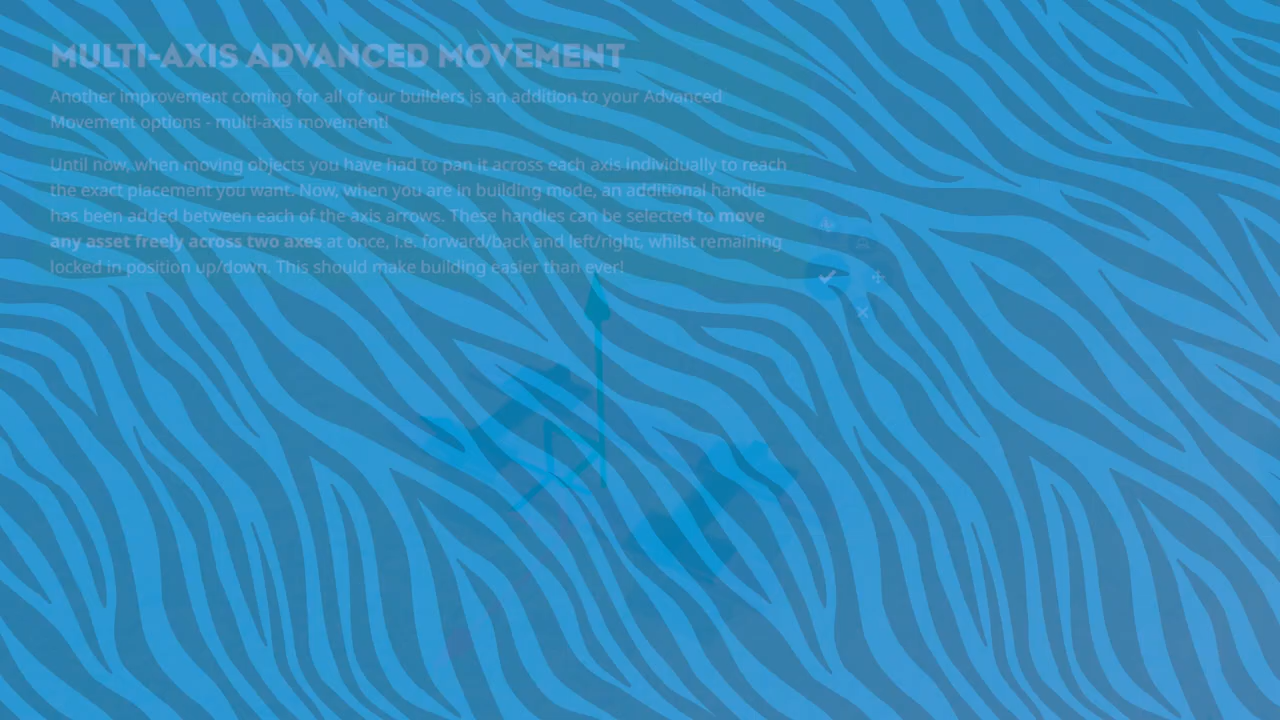 MULTI-AXIS ADVANCED MOVEMENT
Another improvement coming for all of our builders is an addition to your Advanced
Movement options - multi-axis movement!
Until now, when moving objects you have had to pan it across each axis individually to reach
the exact placement you want. Now, when you are in building mode, an additional handle
has been added between each of the axis arrows. These handles can be selected to move
any asset freely across two axes at once, i.e. forward/back and left/right, whilst remaining
locked in position up/down. This should make building easier than ever!